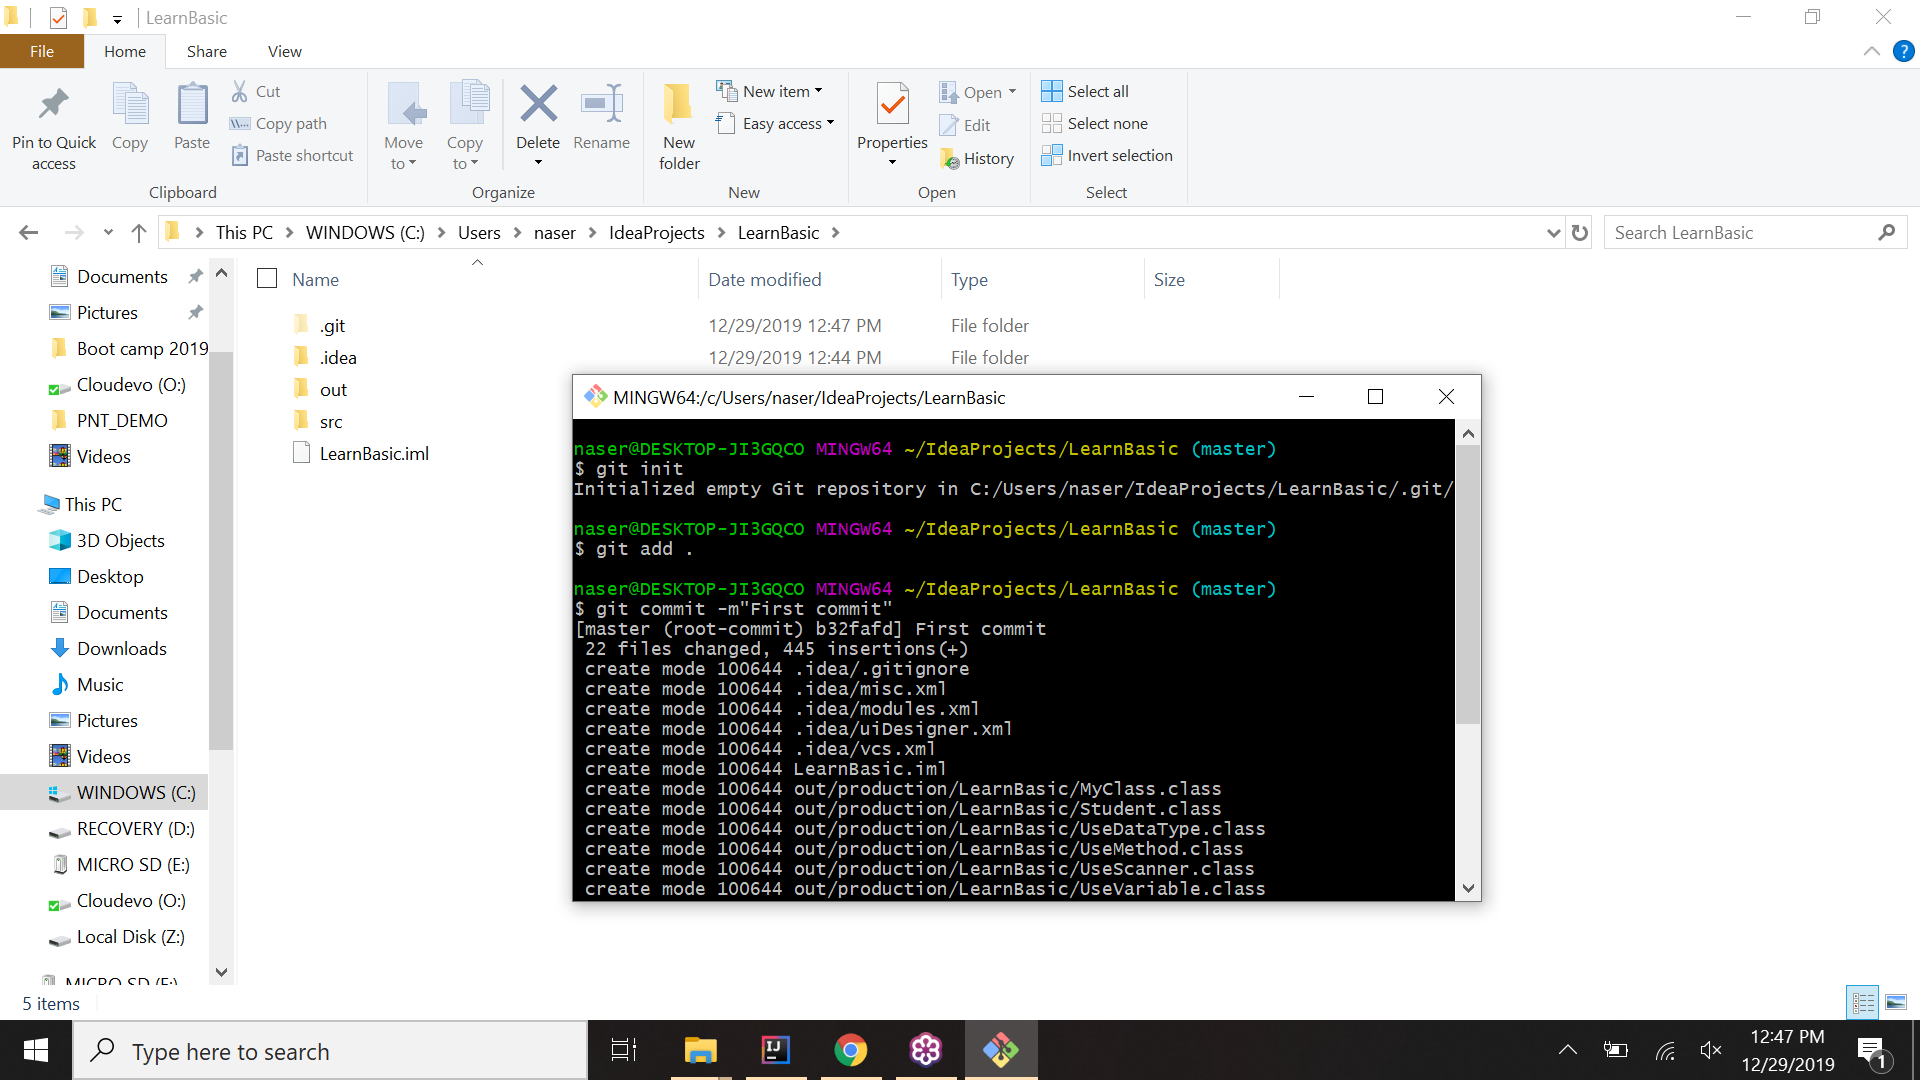 LearnBasic
File Home Share View
Pin to Quick access
Copy
Paste
Cut
Copy path
Paste shortcut
Clipboard
Move to
Copy to
Delete
Rename
Organize
New folder
New item
Easy access
New
Properties
Open
Edit
History
Open
Select all
Select none
Invert selection
Select
This PC WINDOWS (C:) Users naser IdeaProjects LearnBasic
Search LearnBasic
Documents
Pictures
Boot camp 2019
Cloudevo (O:)
PNT_DEMO
Videos
This PC
3D Objects
Desktop
Documents
Downloads
Music
Pictures
Videos
WINDOWS (C:)
RECOVERY (D:)
MICRO SD (E:)
Cloudevo (O:)
Local Disk (Z:)
MICRO SD (E:)
Name Date modified Type Size
.git 12/29/2019 12:47 PM File folder
.idea 12/29/2019 12:44 PM File folder
out
src
LearnBasic.iml
MINGW64:/c/Users/naser/IdeaProjects/LearnBasic
naser@DESKTOP-JI3GQCO MINGW64 ~/IdeaProjects/LearnBasic (master)
$ git init
Initialized empty Git repository in C:/Users/naser/IdeaProjects/LearnBasic/.git/
naser@DESKTOP-JI3GQCO MINGW64 ~/IdeaProjects/LearnBasic (master)
$ git add .
naser@DESKTOP-JI3GQCO MINGW64 ~/IdeaProjects/LearnBasic (master)
$ git commit -m"First commit"
[master (root-commit) b32fafd] First commit
22 files changed, 445 insertions(+)
create mode 100644 .idea/.gitignore
create mode 100644 .idea/misc.xml
create mode 100644 .idea/modules.xml
create mode 100644 .idea/uiDesigner.xml
create mode 100644 .idea/vcs.xml
create mode 100644 LearnBasic.iml
create mode 100644 out/production/LearnBasic/MyClass.class
create mode 100644 out/production/LearnBasic/Student.class
create mode 100644 out/production/LearnBasic/UseDataType.class
create mode 100644 out/production/LearnBasic/UseMethod.class
create mode 100644 out/production/LearnBasic/UseScanner.class
create mode 100644 out/production/LearnBasic/UseVariable.class
5 items
Type here to search
IJ
12:47 PM
12/29/2019
1